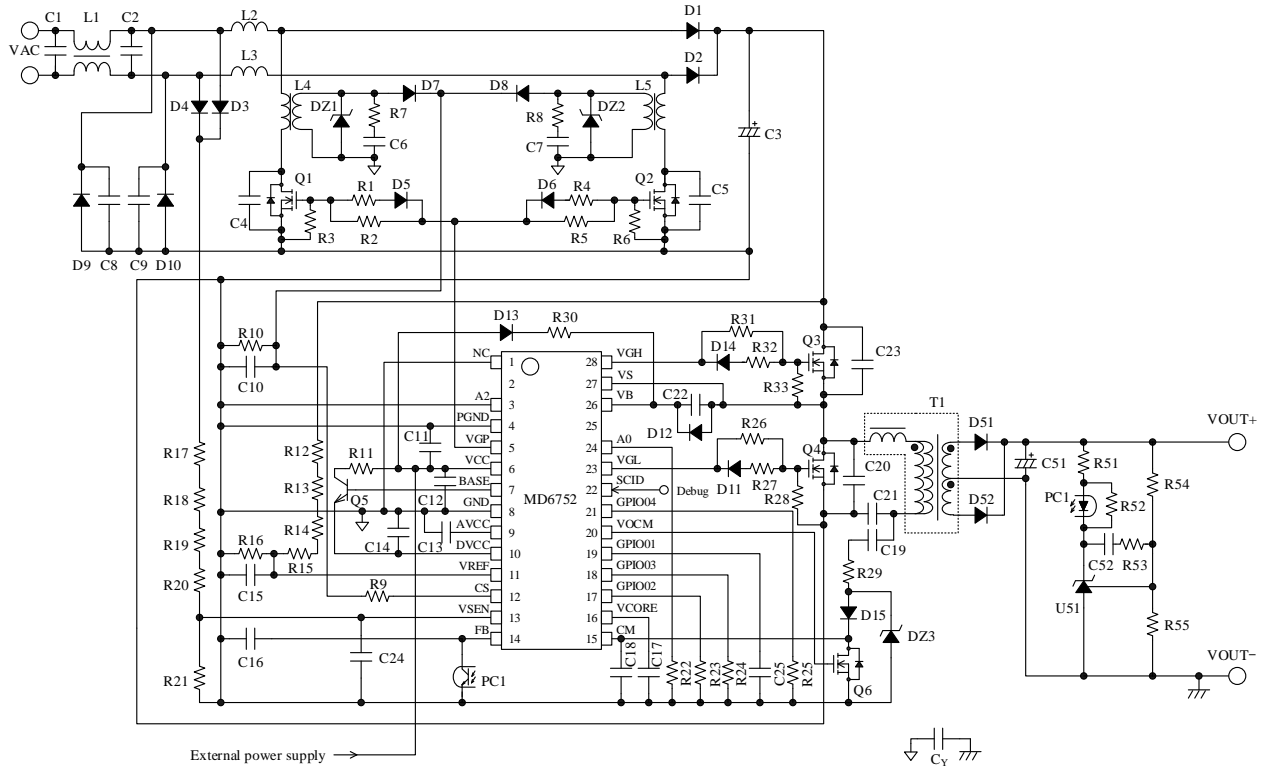 C1 L1 C2 L2 D1
VAC
L3 D2
L4 D7 D8 L5
D4 D3 DZ1 R7 R8 DZ2
C6 C7 C3
Q1 R1 D5 D6 R4 Q2
C4 R3 R2 R5 R6 C5
D9 C8 C9 D10
R10
C10
D13 R30 R31
D14 R32 Q3
R33 C23
NC 1 28 VGH
2 27 VS
A2 3 26 VB
PGND 4 25
VGP 5 24 A0
VCC 6 23 VGL
BASE 7 22 SCID
GND 8 21 GPIO04
AVCC 9 20 VOCM
DVCC 10 19 GPIO01
VREF 11 18 GPIO03
CS 12 17 GPIO02
VSEN 13 16 VCORE
FB 14 15 CM
MD6752
Debug
C22
D12
R26
D11 R27 R28 Q4
T1
C20 C21 C19
R29
D15
DZ3
Q6
D51
D52
C51
R51
PC1
R52
C52 R53
U51
R54
R55
VOUT+
VOUT−
R17
R18
R19
R20
R21
R12
R13
R14
R15
R16
C15
R11
Q5
C11
C12
C14 C13
R9
C16
C24
PC1
C18 C17 R22 R23 R24 C25 R25
External power supply
CY